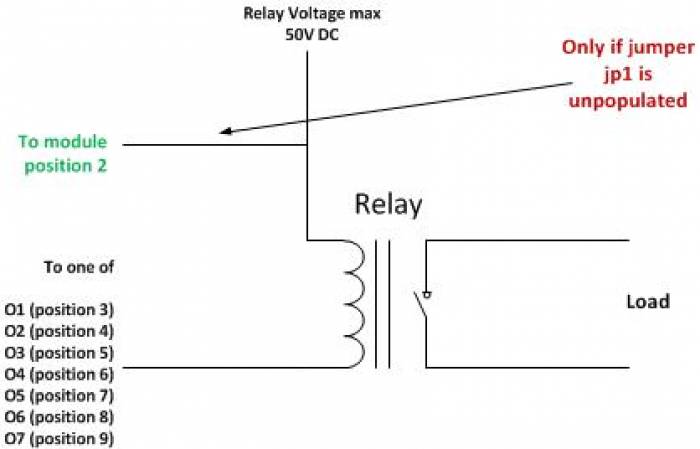 Relay Voltage max
50V DC
Only if jumper
jp1 is
unpopulated
To module
position 2
Relay
To one of
O1 (position 3)
O2 (position 4)
O3 (position 5)
O4 (position 6)
O5 (position 7)
O6 (position 8)
O7 (position 9)
Load